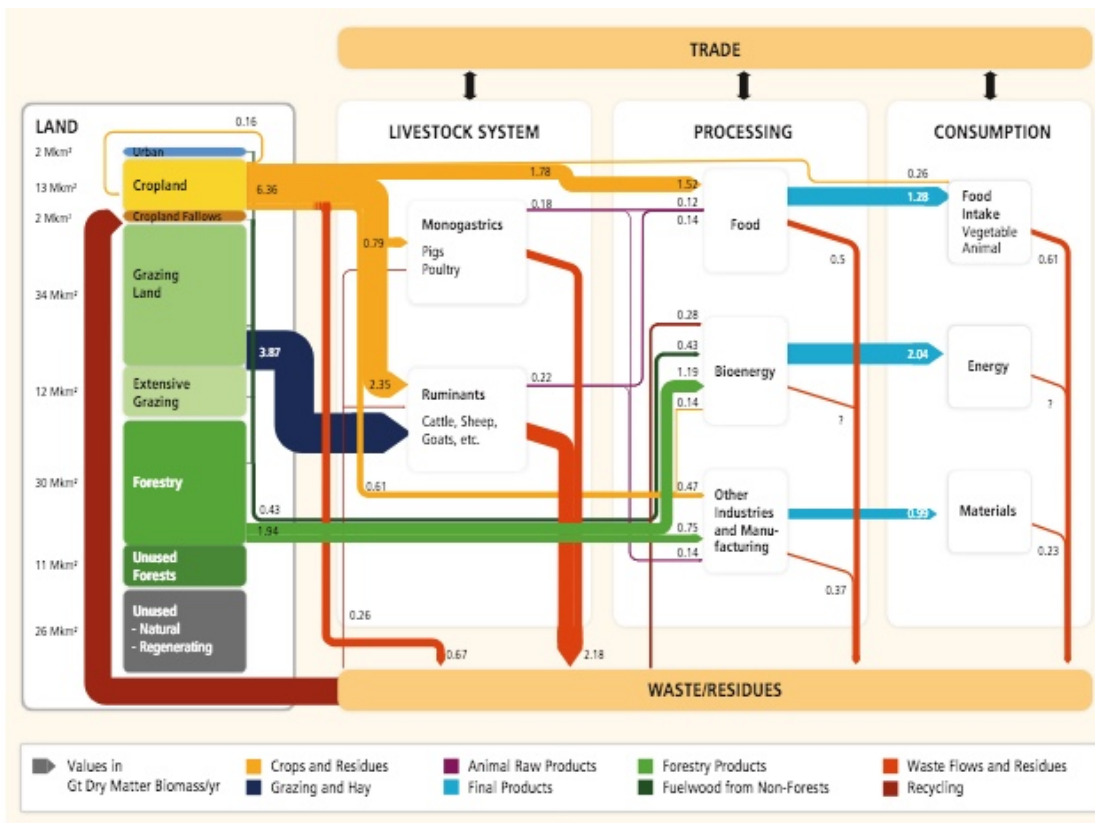 TRADE
LAND
0.16
LIVESTOCK SYSTEM
PROCESSING
CONSUMPTION
2 Mkm²
Urban
13 Mkm²
Cropland
6.36
2 Mkm²
Cropland Fallows
34 Mkm²
Grazing
Land
3.87
12 Mkm²
Extensive
Grazing
30 Mkm²
Forestry
0.43
1.94
11 Mkm²
Unused
Forests
26 Mkm²
Unused
- Natural
- Regenerating
1.78
0.79
Monogastrics
Pigs
Poultry
0.18
2.35
Ruminants
Cattle, Sheep,
Goats, etc.
0.22
0.61
0.26
0.67
2.18
1.52
0.12
0.14
Food
0.5
0.28
0.43
1.19
0.14
Bioenergy
?
0.47
0.75
0.14
Other
Industries
and Manu-
facturing
0.37
0.26
1.28
Food
Intake
Vegetable
Animal
0.61
2.04
Energy
?
0.99
Materials
0.23
WASTE/RESIDUES
Values in
Gt Dry Matter Biomass/yr
Crops and Residues
Grazing and Hay
Animal Raw Products
Final Products
Forestry Products
Fuelwood from Non-Forests
Waste Flows and Residues
Recycling